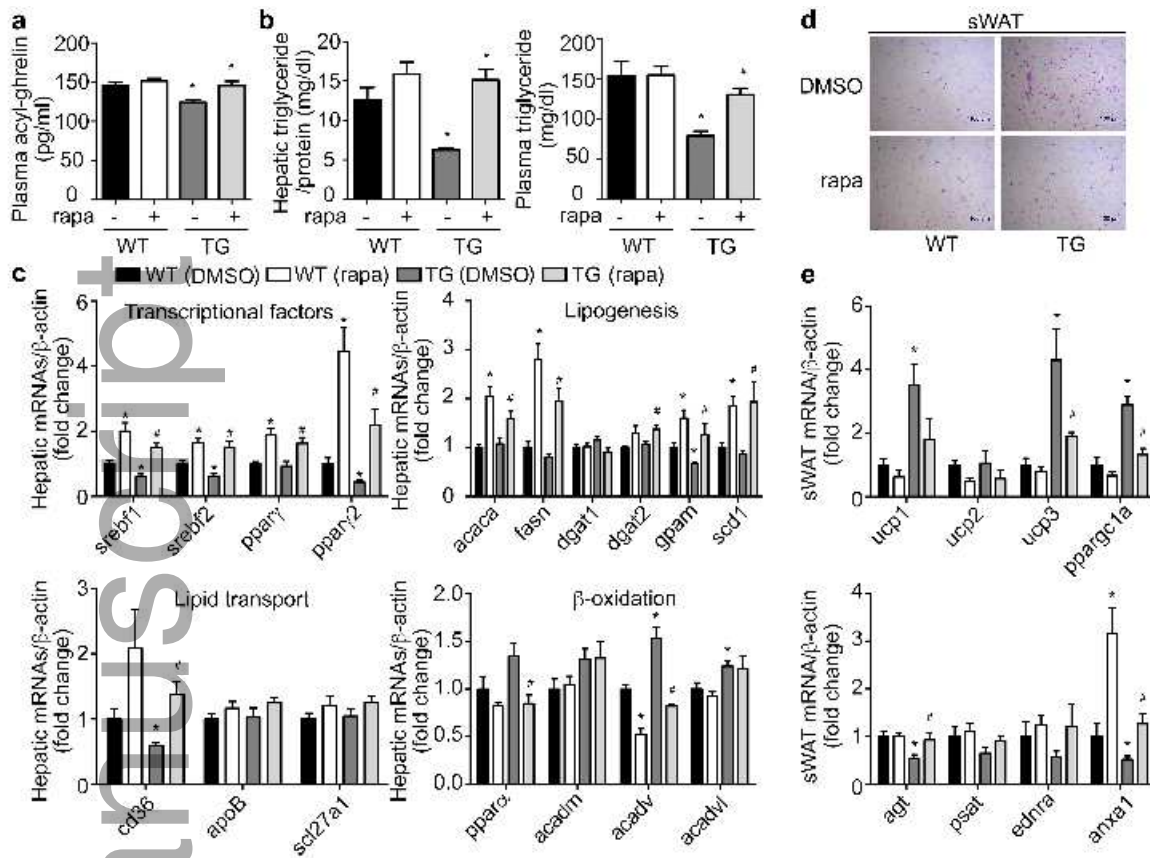 a
Plasma acyl-ghrelin
(pg/ml)
200
150
100
50
0
rapa - + - +
WT TG
b
Hepatic triglyceride
/protein (mg/dl)
20
15
10
5
0
rapa - + - +
WT TG
Plasma triglyceride
(mg/dl)
200
150
100
50
0
- + - +
WT TG
d
sWAT
DMSO
rapa
WT TG
c
WT (DMSO) WT (rapa) TG (DMSO) TG (rapa)
Transcriptional factors
Hepatic mRNAs/β-actin
(fold change)
6
4
2
0
srebf1 srebf2 pparγ pparγ2
Lipogenesis
Hepatic mRNAs/β-actin
(fold change)
4
3
2
1
0
acaca fasn dgat1 dgat2 gpam scd1
Lipid transport
Hepatic mRNAs/β-actin
(fold change)
3
2
1
0
cd36 apoB scl27a1
β-oxidation
Hepatic mRNAs/β-actin
(fold change)
2.0
1.5
1.0
0.5
0.0
pparα acadm acadv acadvl
e
sWAT mRNA/β-actin
(fold change)
6
4
2
0
ucp1 ucp2 ucp3 ppargc1a
sWAT mRNA/β-actin
(fold change)
4
3
2
1
0
agt psat ednra anxa1
anuscript